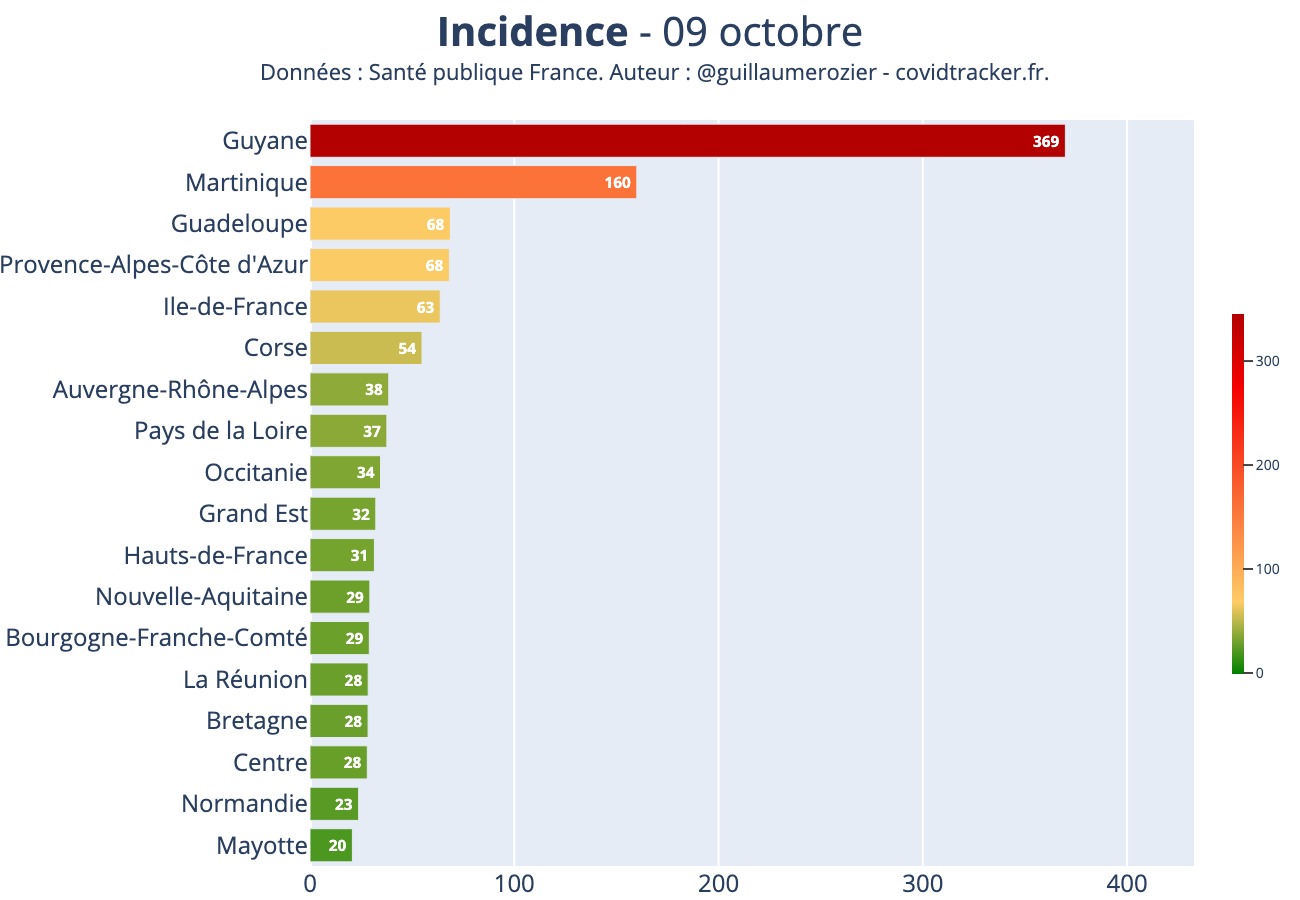 Incidence - 09 octobre
Données : Santé publique France. Auteur : @guillaumerozier - covidtracker.fr.
Guyane 369
Martinique 160
Guadeloupe 68
Provence-Alpes-Côte d'Azur 68
Ile-de-France 63
Corse 54
Auvergne-Rhône-Alpes 38
Pays de la Loire 37
Occitanie 34
Grand Est 32
Hauts-de-France 31
Nouvelle-Aquitaine 29
Bourgogne-Franche-Comté 29
La Réunion 28
Bretagne 28
Centre 28
Normandie 23
Mayotte 20
0 100 200 300 400
300
200
100
0